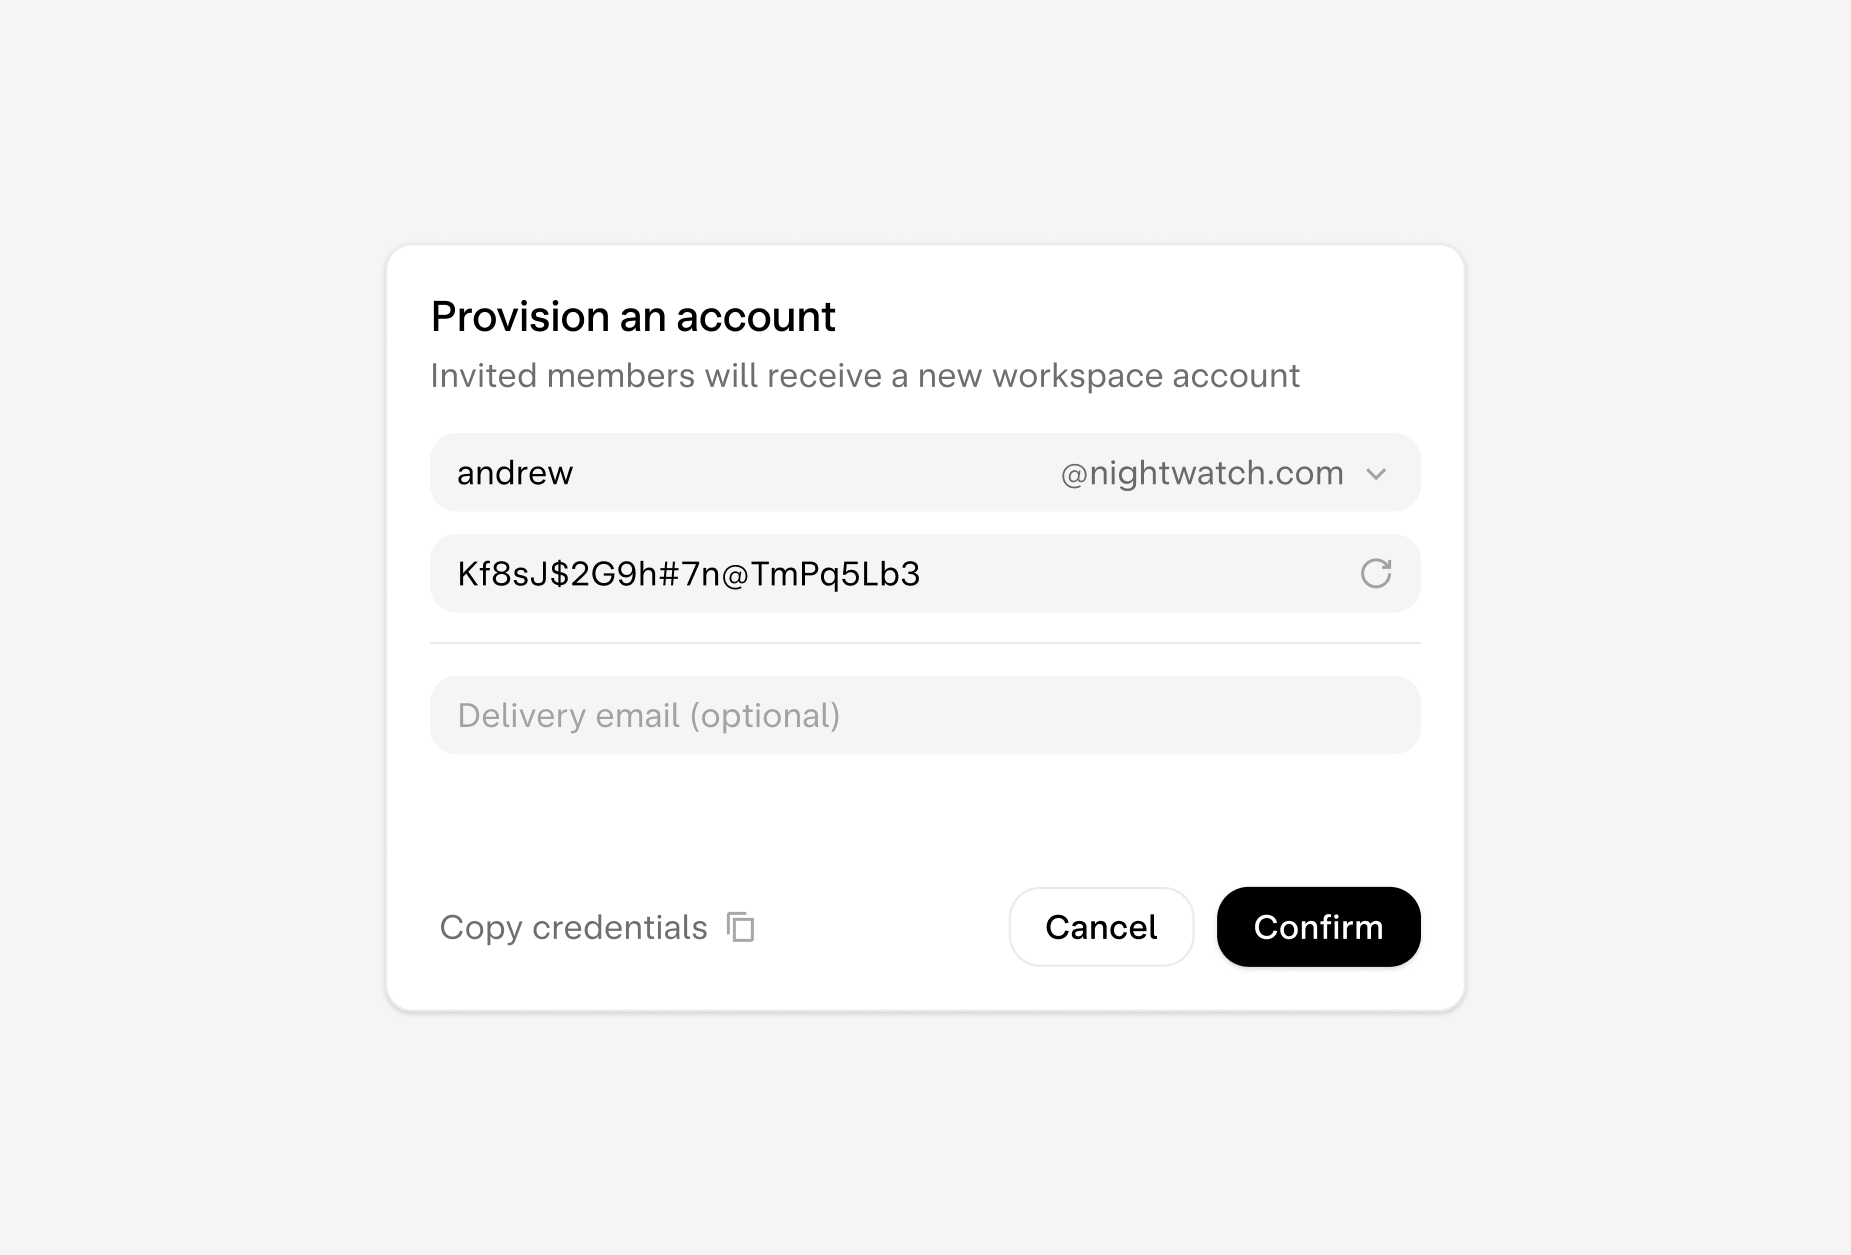 Provision an account
Invited members will receive a new workspace account
andrew @nightwatch.com
Kf8sJ$2G9h#7n@TmPq5Lb3
Delivery email (optional)
Copy credentials Cancel Confirm